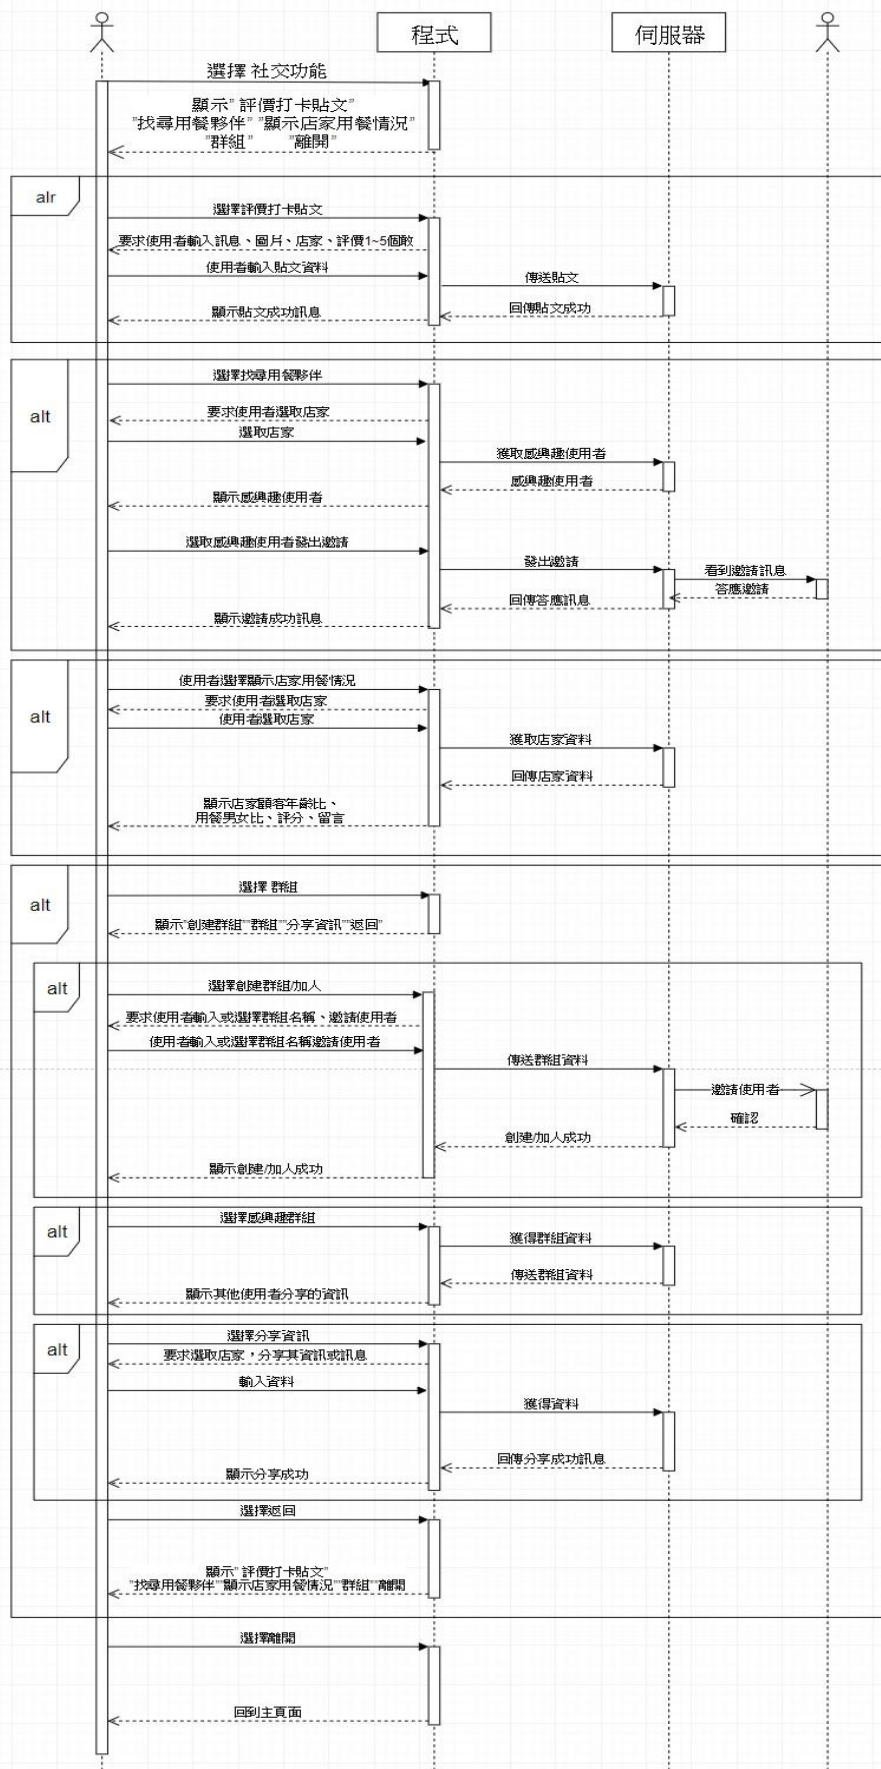 程式
伺服器
選擇 社交功能
顯示" 評價打卡貼文"
"找尋用餐夥伴" "顯示店家用餐情況"
"群組" "離開"
alr
選擇評價打卡貼文
要求使用者輸入訊息、圖片、店家、評價1~5個敢
使用者輸入貼文資料
傳送貼文
回傳貼文成功
顯示貼文成功訊息
alt
選擇找尋用餐夥伴
要求使用者選取店家
選取店家
獲取感興趣使用者
感興趣使用者
顯示感興趣使用者
選取感興趣使用者發出邀請
發出邀請
看到邀請訊息
答應邀請
回傳答應訊息
顯示邀請成功訊息
alt
使用者選擇顯示店家用餐情況
要求使用者選取店家
使用者選取店家
獲取店家資料
回傳店家資料
顯示店家顧客年齡比、
用餐男女比、評分、留言
alt
選擇 群組
顯示"創建群組""群組""分享資訊""返回"
alt
選擇創建群組/加人
要求使用者輸入或選擇群組名稱、邀請使用者
使用者輸入或選擇群組名稱邀請使用者
傳送群組資料
邀請使用者
確認
創建/加人成功
顯示創建/加人成功
alt
選擇感興趣群組
獲得群組資料
傳送群組資料
顯示其他使用者分享的資訊
alt
選擇分享資訊
要求選取店家，分享其資訊或訊息
輸入資料
獲得資料
回傳分享成功訊息
顯示分享成功
選擇返回
顯示" 評價打卡貼文"
"找尋用餐夥伴""顯示店家用餐情況""群組""離開
選擇離開
回到主頁面